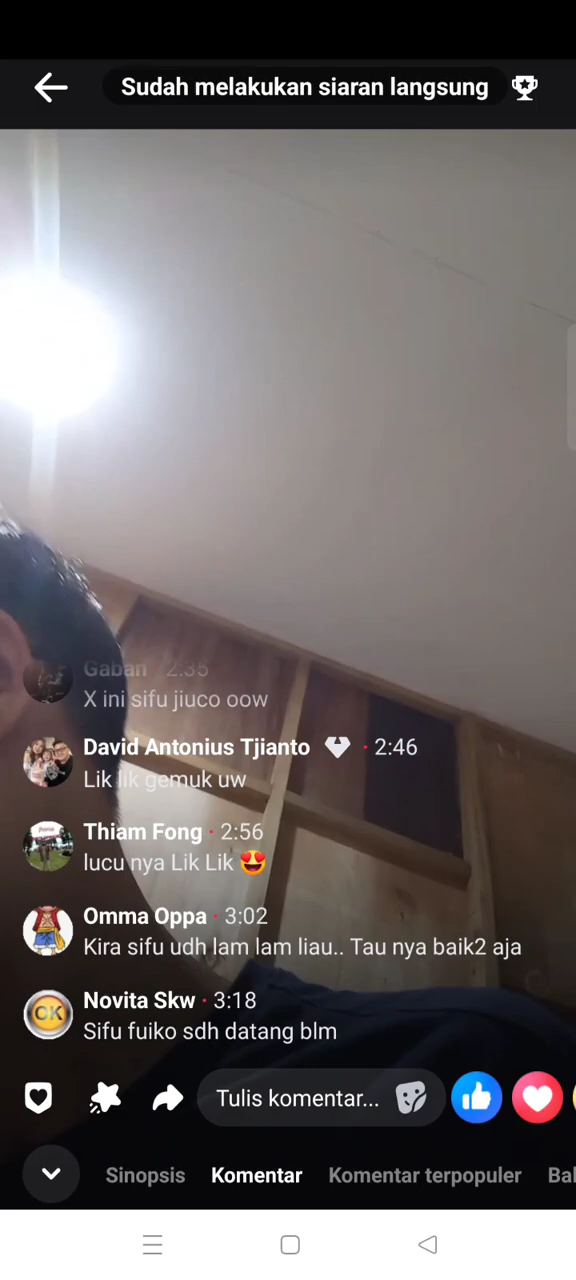 Sudah melakukan siaran langsung
Gaban · 2:35
X ini sifu jiuco oow
David Antonius Tjianto · 2:46
Lik lik gemuk uw
Thiam Fong · 2:56
lucu nya Lik Lik 😍
Omma Oppa · 3:02
Kira sifu udh lam lam liau.. Tau nya baik2 aja
OK
Novita Skw · 3:18
Sifu fuiko sdh datang blm
Tulis komentar...
Sinopsis Komentar Komentar terpopuler Bal